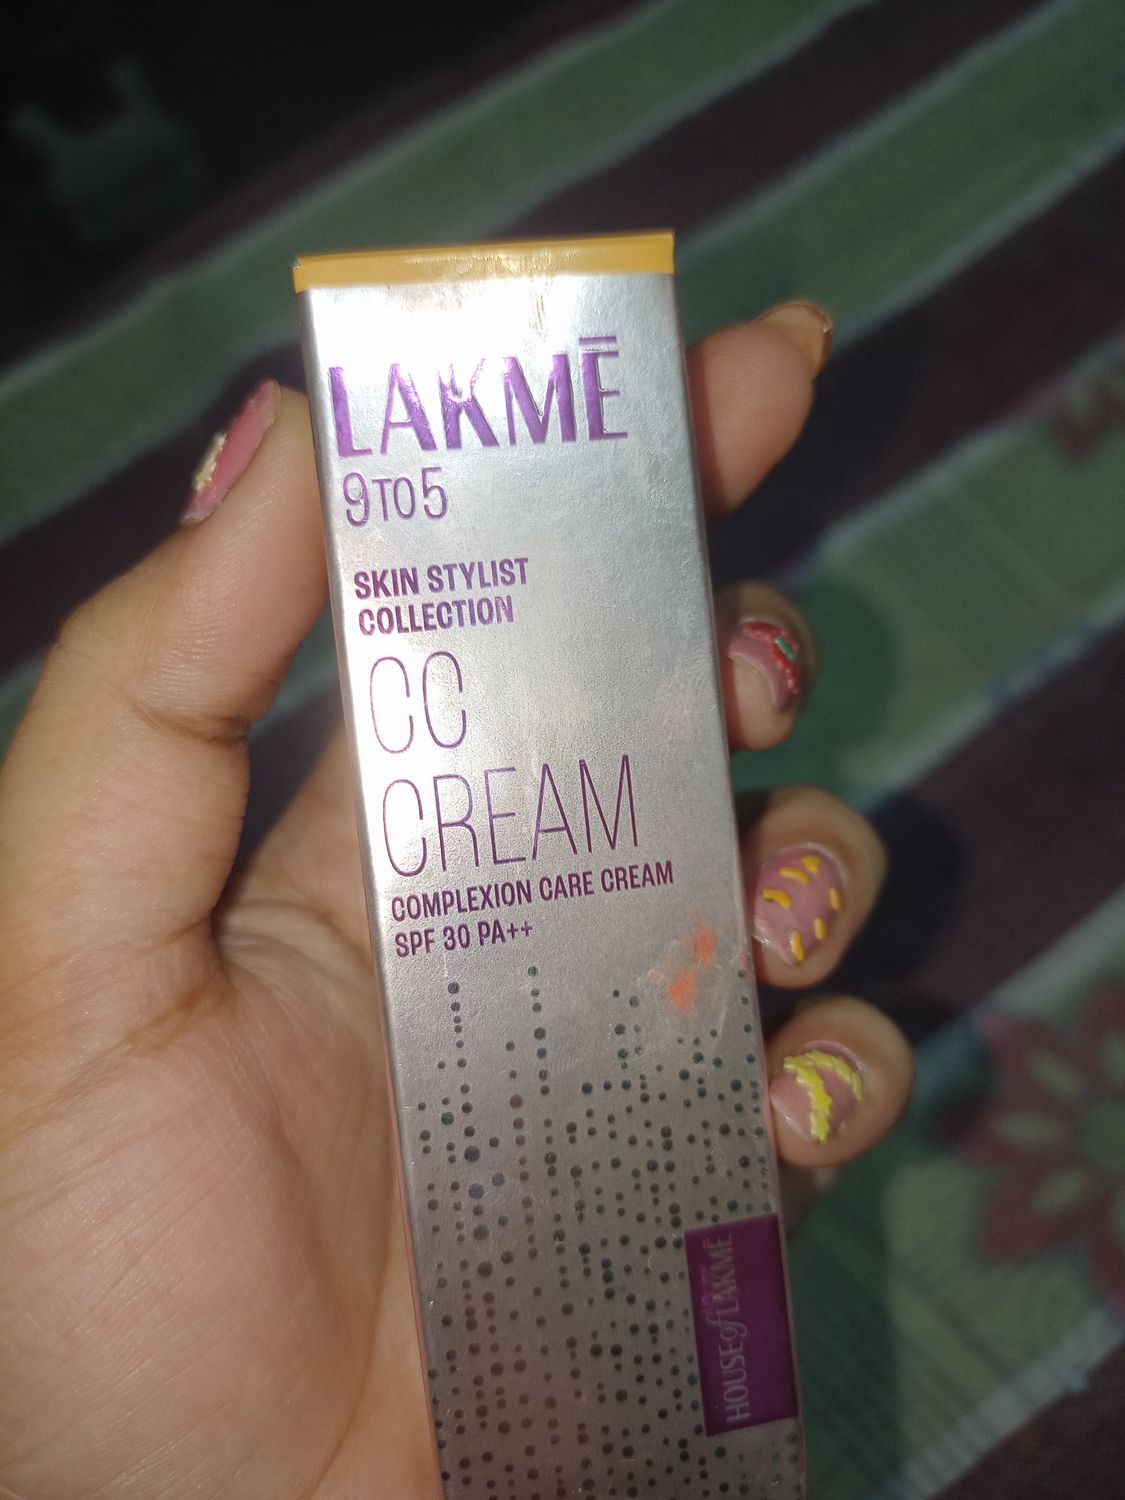 LAKMĒ
9TO5
SKIN STYLIST
COLLECTION
CC
CREAM
COMPLEXION CARE CREAM
SPF 30 PA++
HOUSE of LAKMĒ